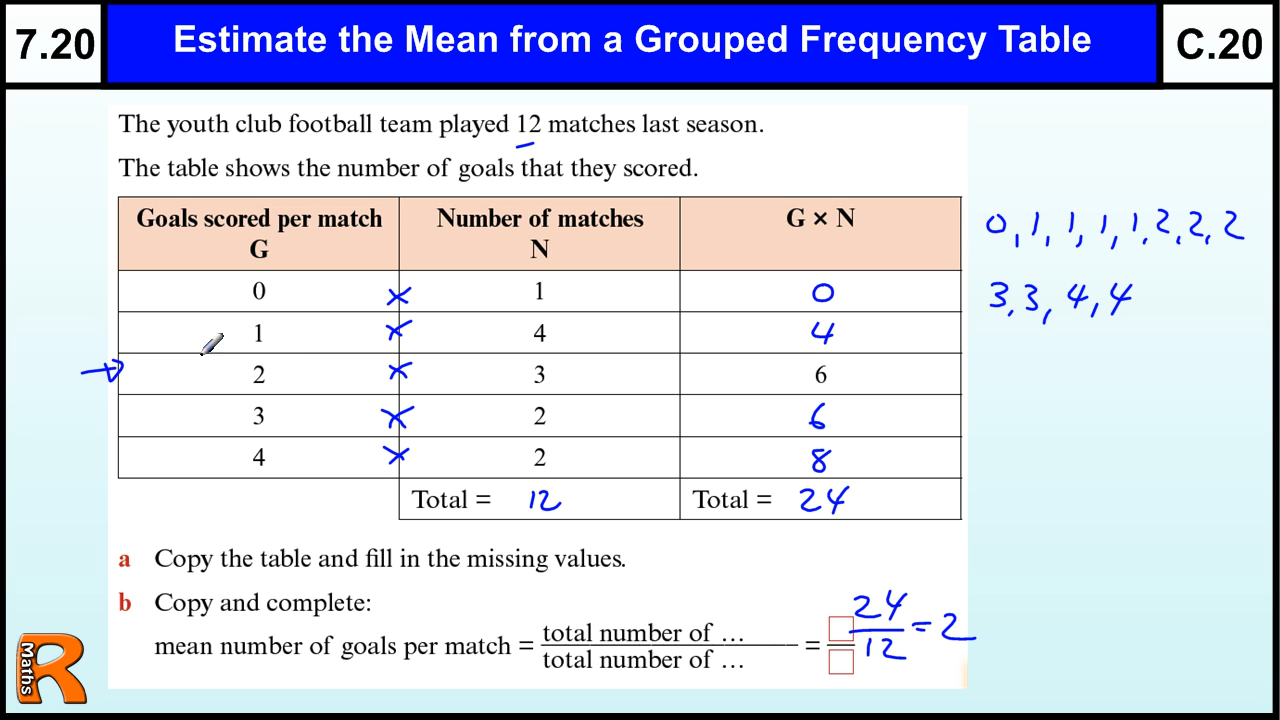 7.20
Estimate the Mean from a Grouped Frequency Table
C.20
The youth club football team played 12 matches last season.
The table shows the number of goals that they scored.
Goals scored per match G Number of matches N G × N
0 × 1 0
1 × 4 4
2 × 3 6
3 × 2 6
4 × 2 8
Total = 12 Total = 24
0, 1, 1, 1, 1, 2, 2, 2
3, 3, 4, 4
a Copy the table and fill in the missing values.
b Copy and complete:
mean number of goals per match = total number of … / total number of … = 24/12 = 2
R Maths